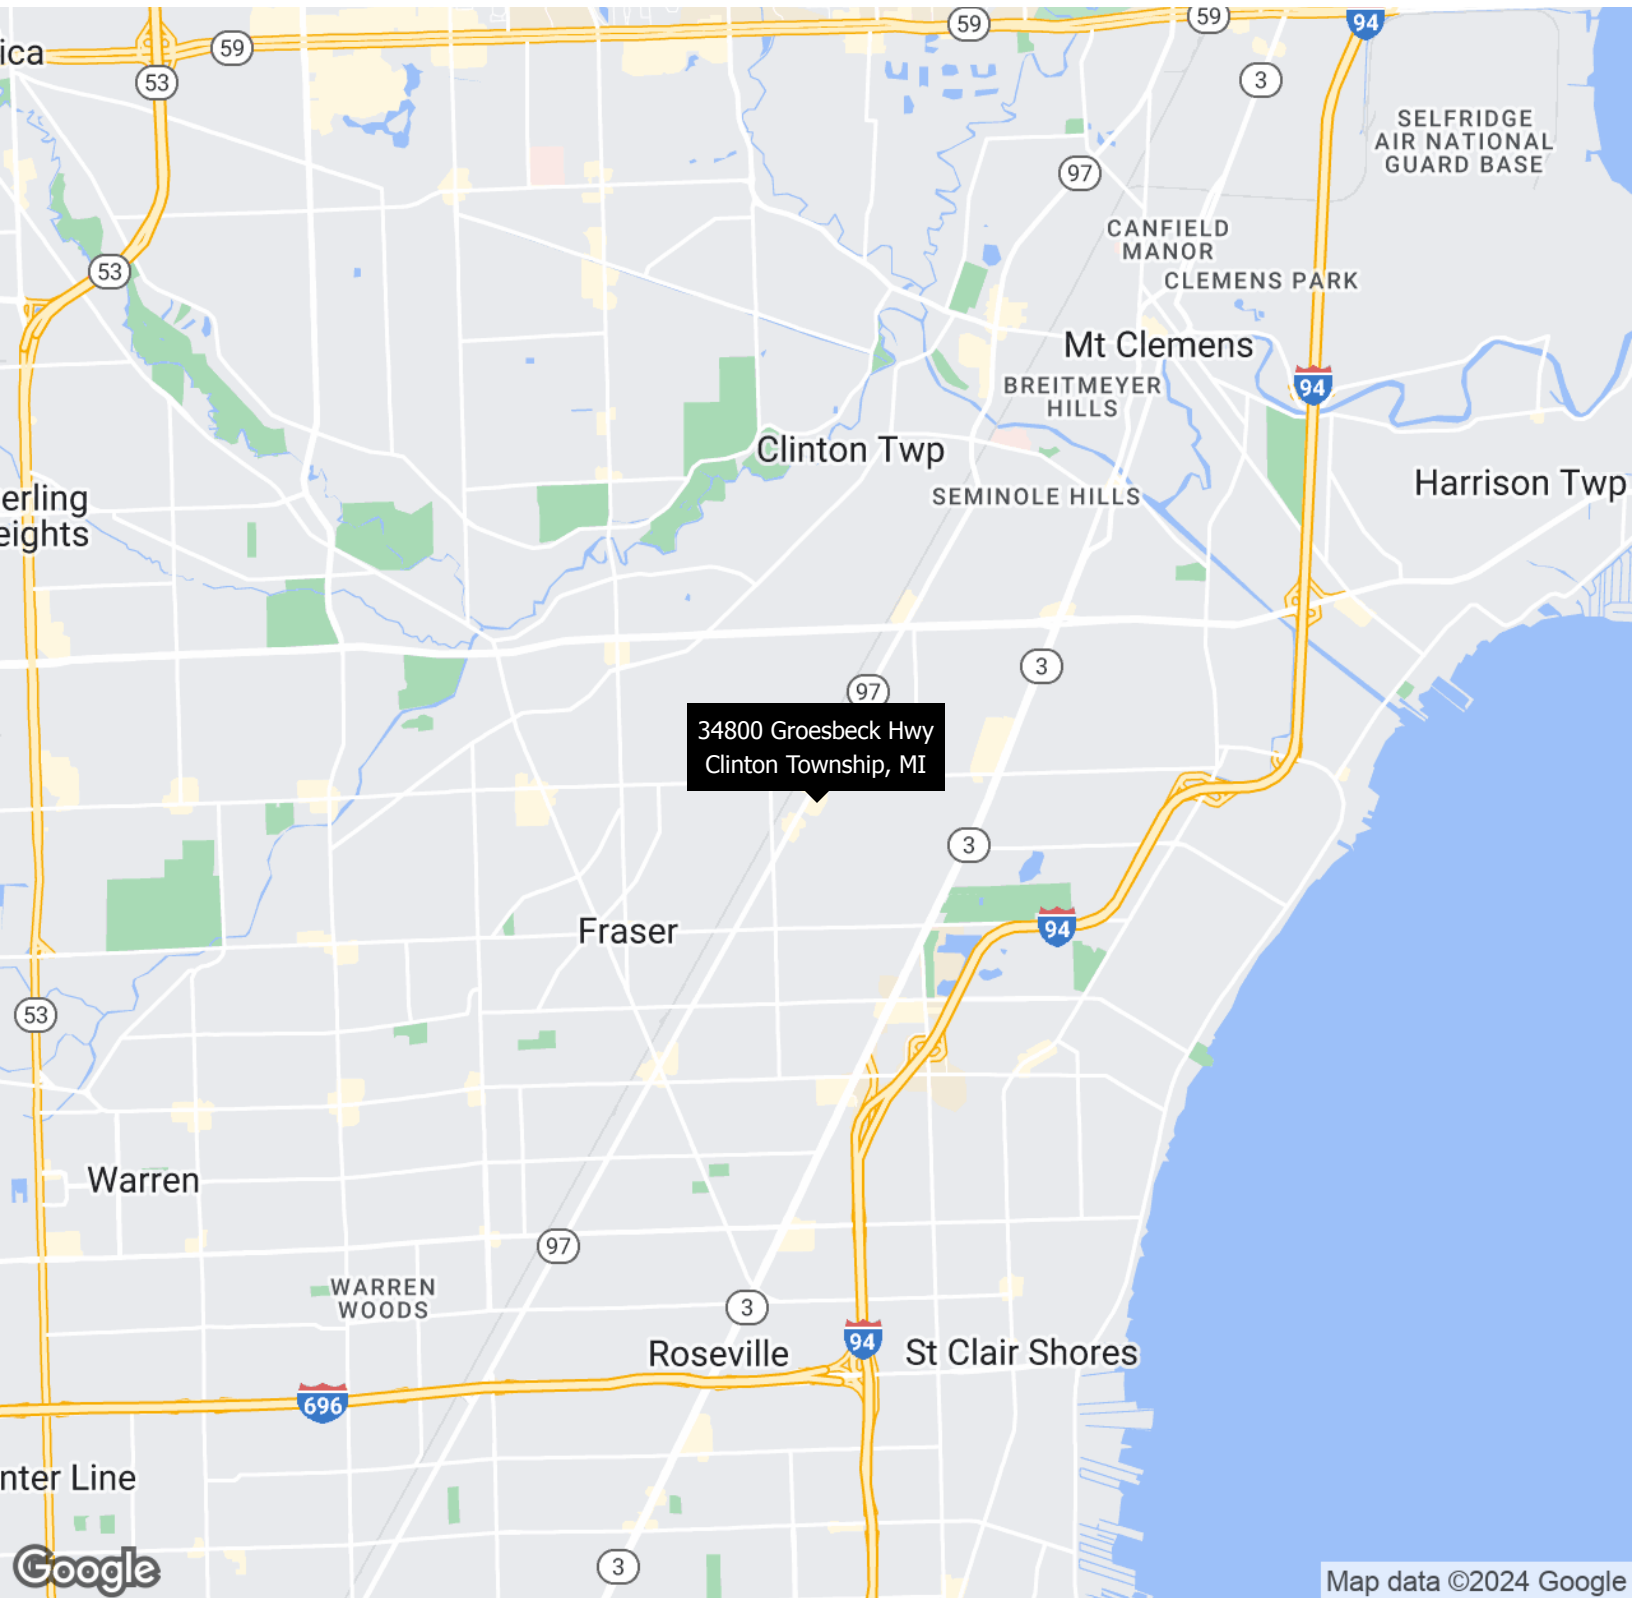 59
59
94
ica
59
53
3
SELFRIDGE
AIR NATIONAL
GUARD BASE
97
CANFIELD
MANOR
53
CLEMENS PARK
Mt Clemens
BREITMEYER
HILLS
94
Clinton Twp
Harrison Twp
SEMINOLE HILLS
erling
eights
3
97
34800 Groesbeck Hwy
Clinton Township, MI
3
Fraser
94
53
Warren
97
WARREN
WOODS
3
94
Roseville
St Clair Shores
696
nter Line
3
Google
Map data ©2024 Google